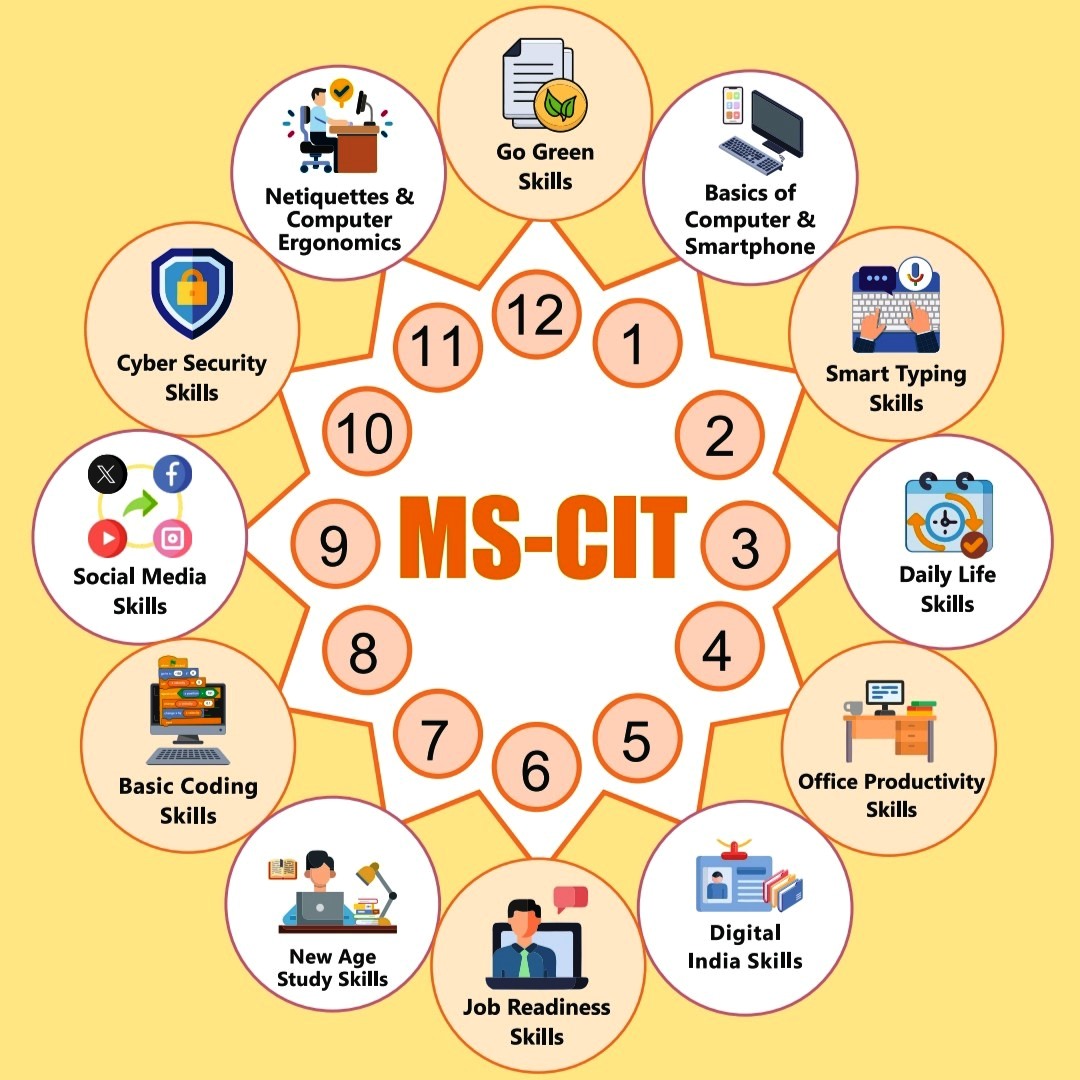 Go Green
Skills
Basics of
Computer &
Smartphone
Smart Typing
Skills
Daily Life
Skills
Office Productivity
Skills
Digital
India Skills
Job Readiness
Skills
New Age
Study Skills
Basic Coding
Skills
Social Media
Skills
Cyber Security
Skills
Netiquettes &
Computer
Ergonomics
12
1
2
3
4
5
6
7
8
9
10
11
MS-CIT